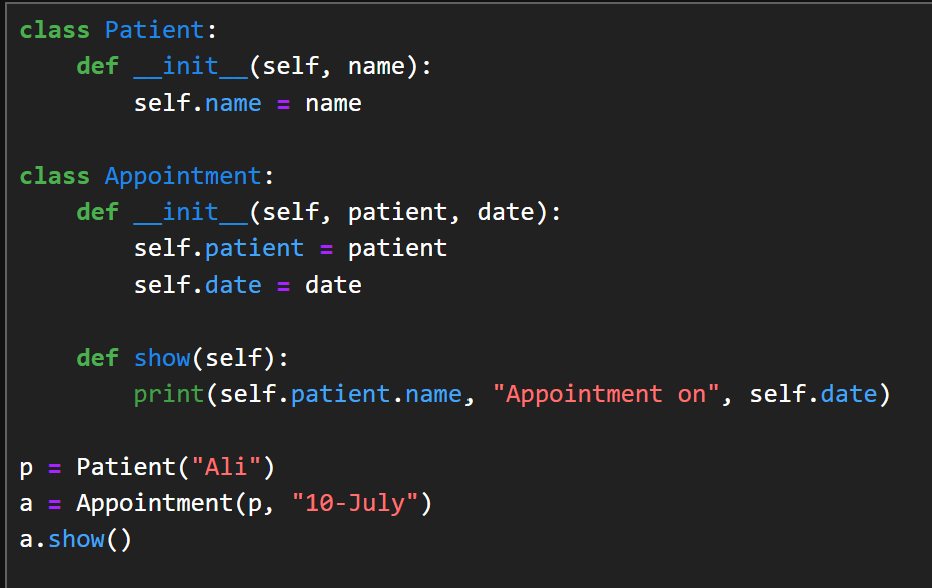 class Patient:
    def __init__(self, name):
        self.name = name

class Appointment:
    def __init__(self, patient, date):
        self.patient = patient
        self.date = date

    def show(self):
        print(self.patient.name, "Appointment on", self.date)

p = Patient("Ali")
a = Appointment(p, "10-July")
a.show()